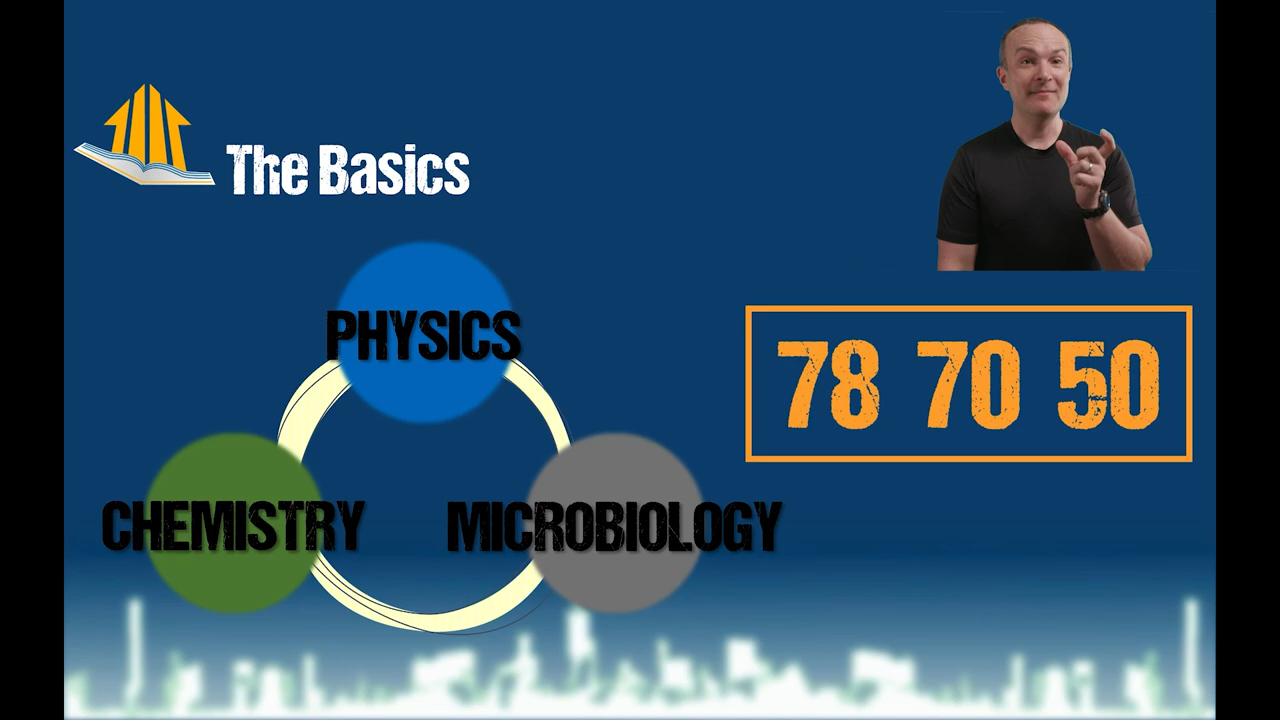 The Basics
PHYSICS
78 70 50
CHEMISTRY
MICROBIOLOGY